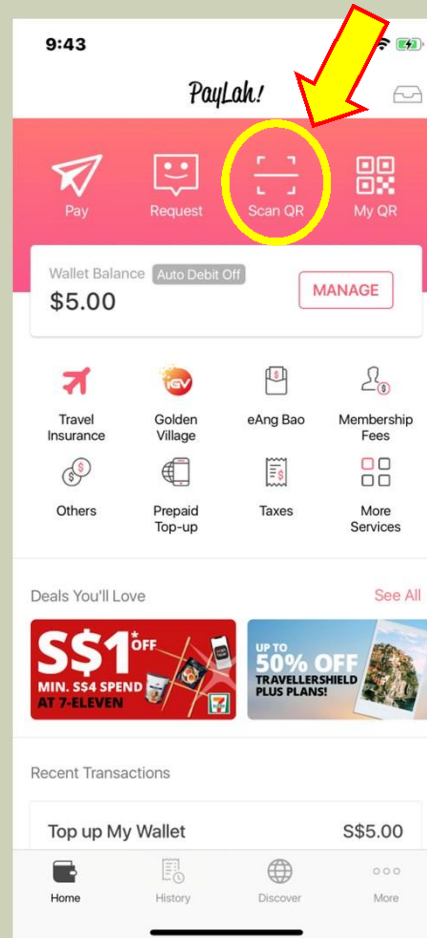 9:43
PayLah!
Pay Request Scan QR My QR
Wallet Balance Auto Debit Off
$5.00
MANAGE
iGV
Travel
Insurance
Golden
Village
eAng Bao
Membership
Fees
Others
Prepaid
Top-up
Taxes
More
Services
Deals You'll Love See All
S$1* OFF
MIN. S$4 SPEND
AT 7-ELEVEN
UP TO
50% OFF
TRAVELLERSHIELD
PLUS PLANS!
Recent Transactions
Top up My Wallet S$5.00
Home History Discover More